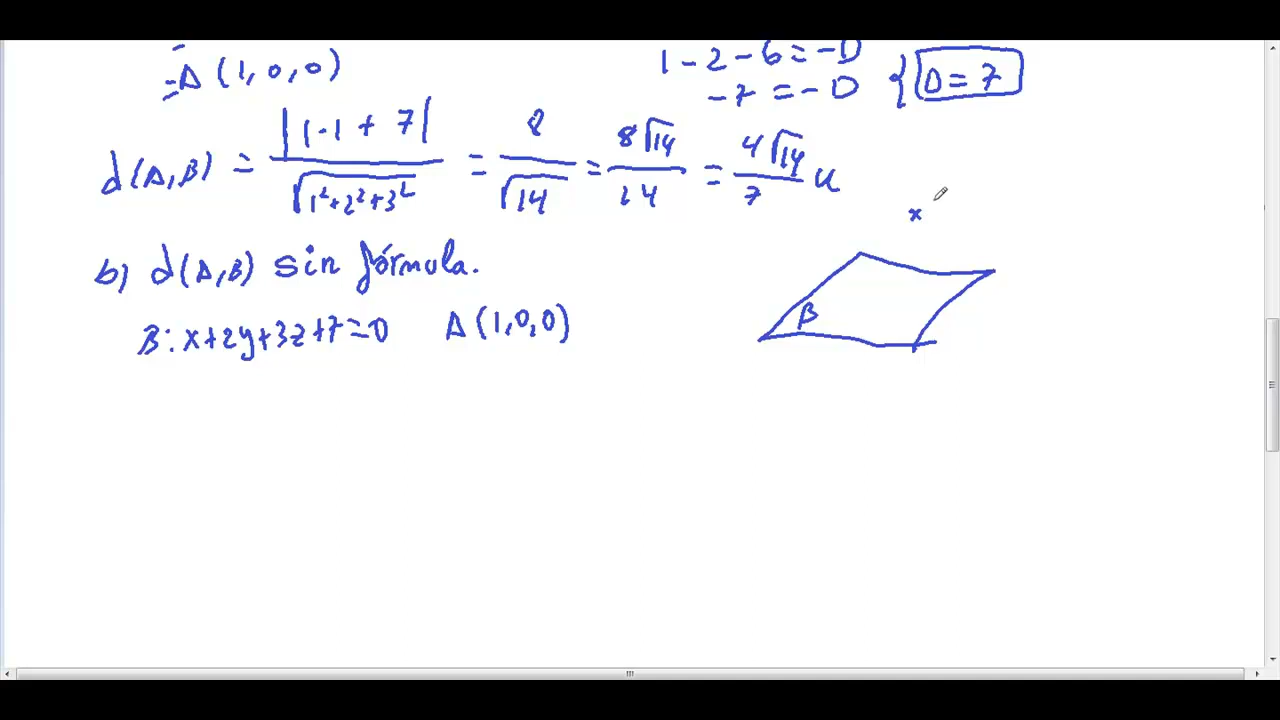 A (1, 0, 0)
1 - 2 - 6 = -D
-7 = -D { D = 7
d(A, B) = |1·1 + 7| / √1²+2²+3² = 8 / √14 = 8√14 / 14 = 4√14 / 7 u
x
b) d(A, B) sin fórmula.
B: x+2y+3z+7=0 A (1, 0, 0)
β